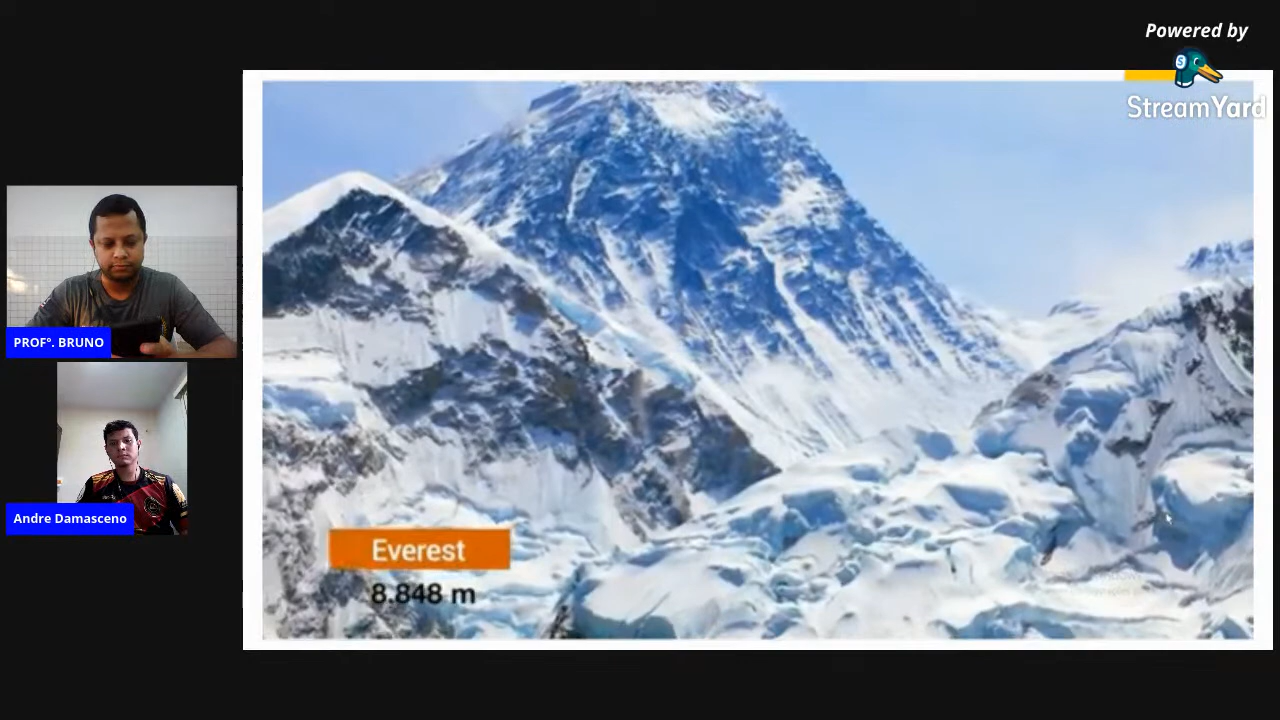 Powered by
StreamYard
PROFº. BRUNO
Andre Damasceno
Everest
8.848 m